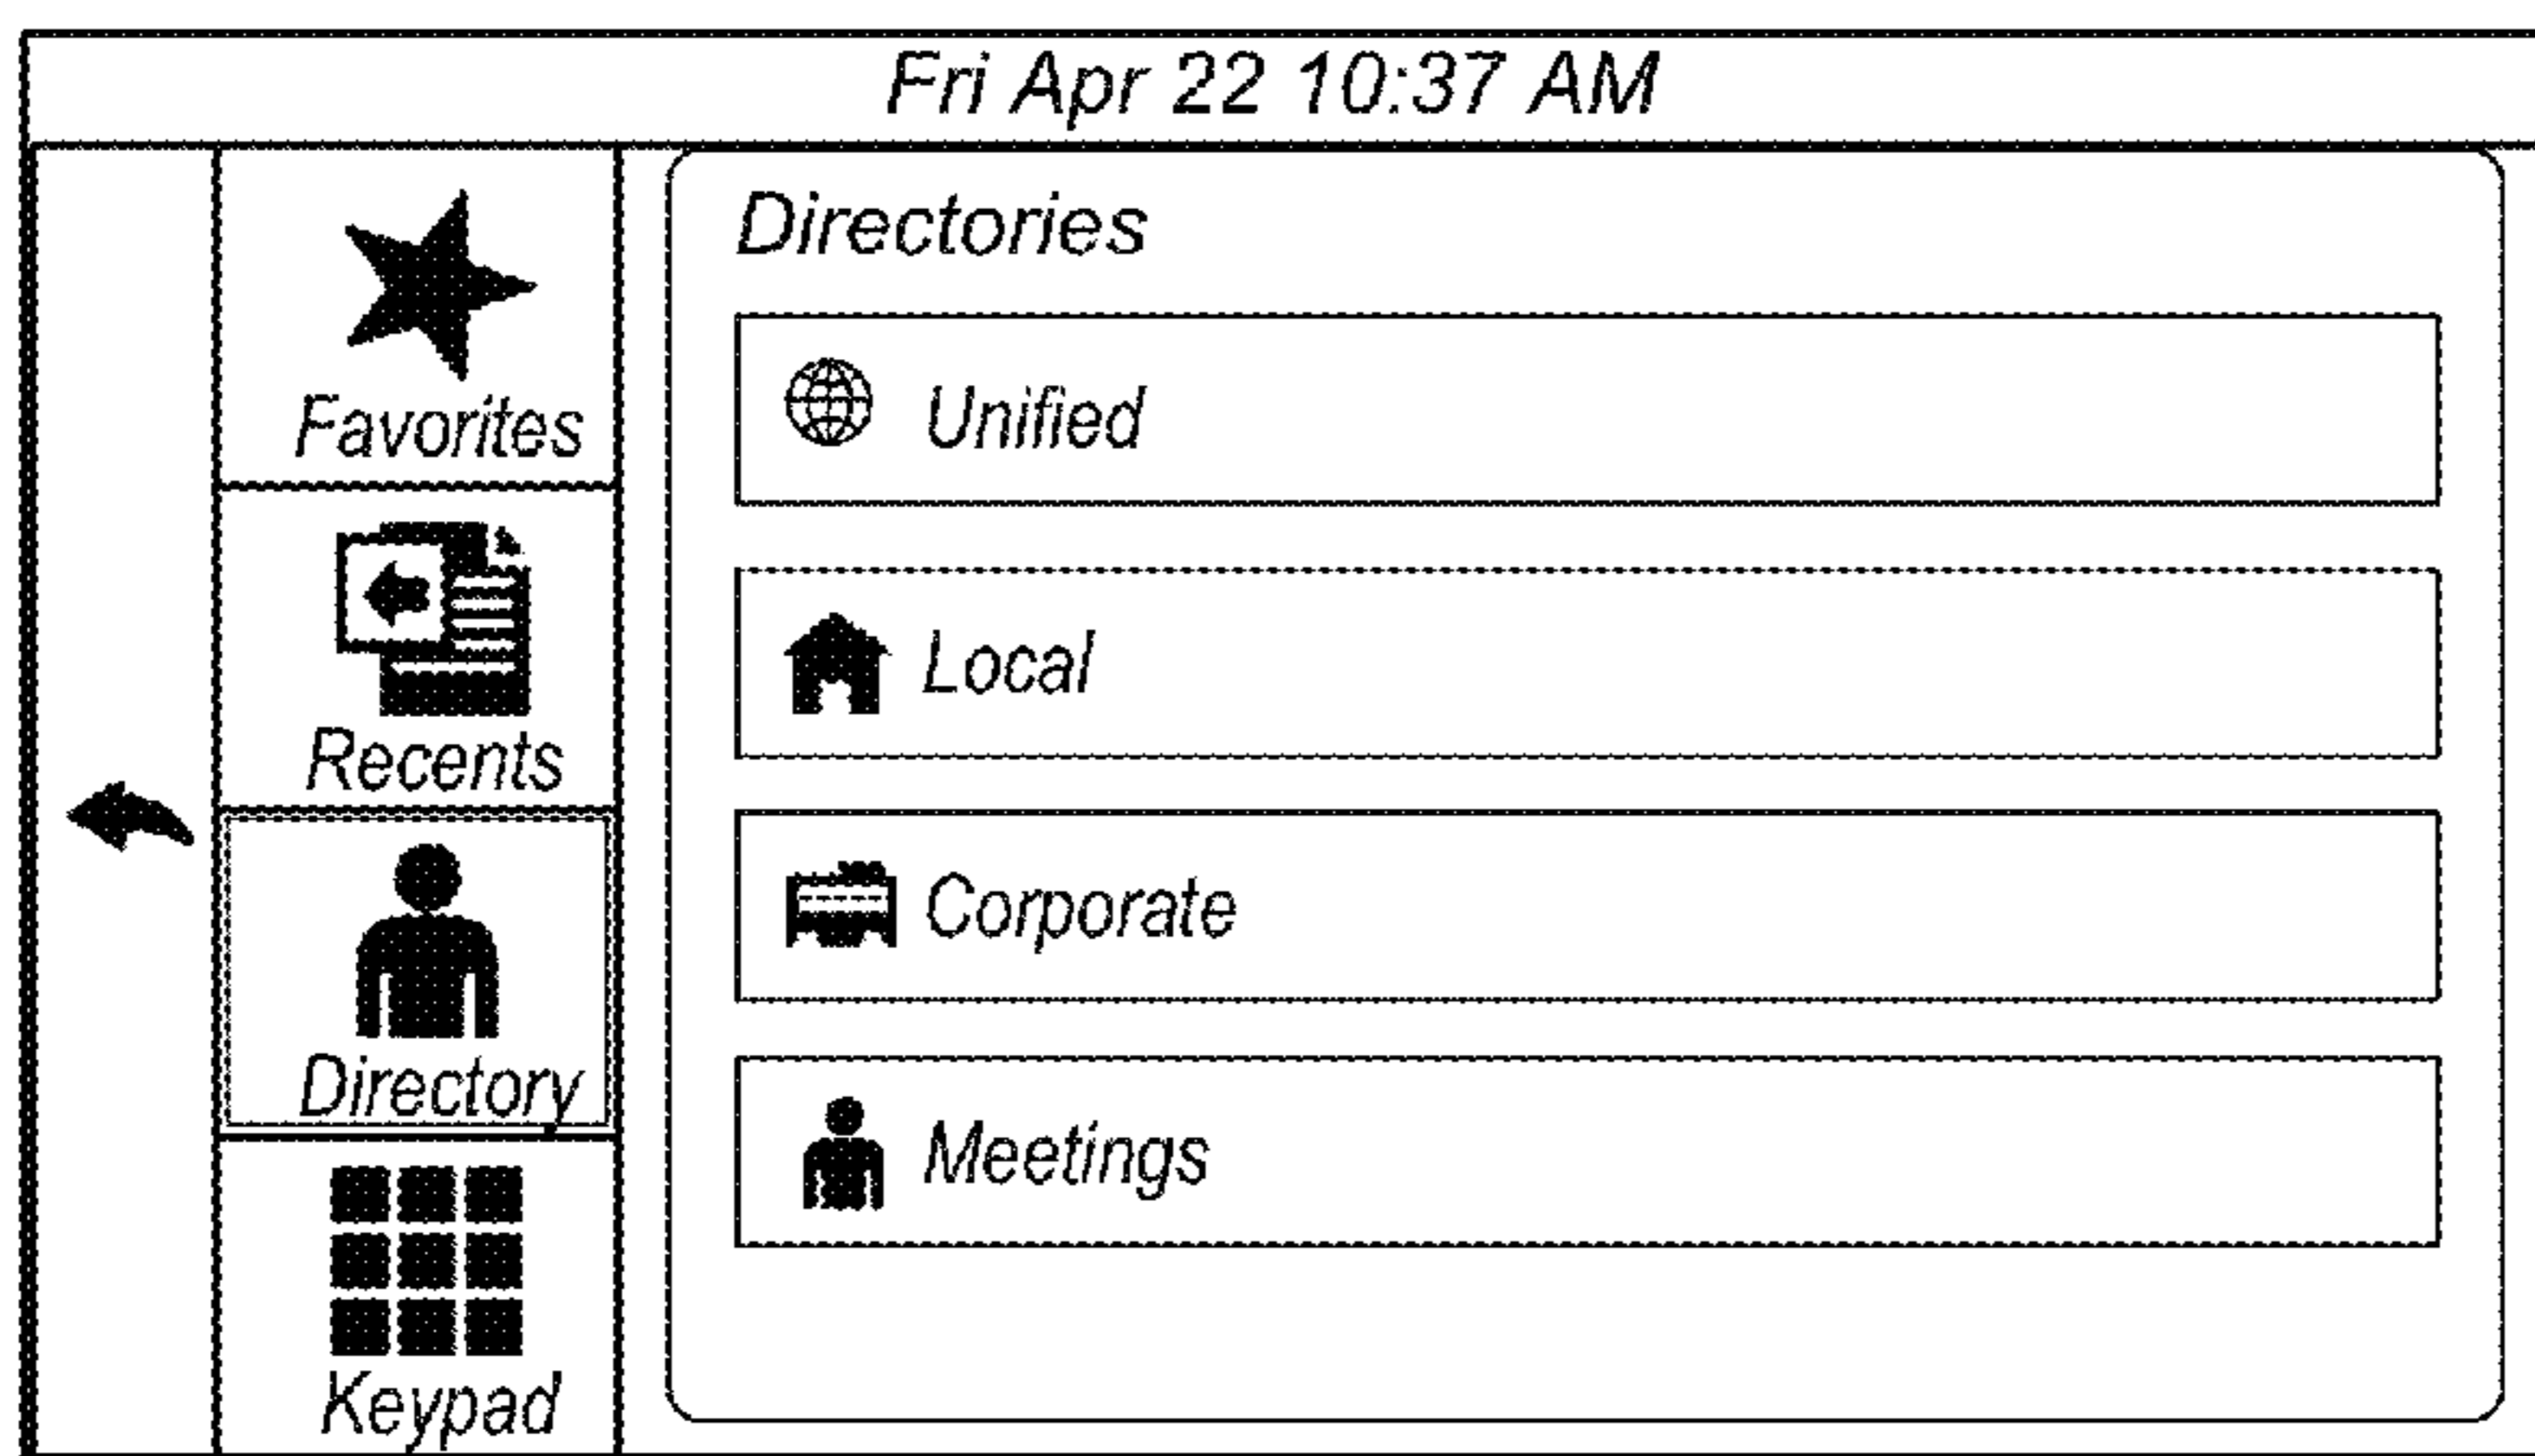 Fri Apr 22 10:37 AM
Favorites
Recents
Directory
Keypad
Directories
Unified
Local
Corporate
Meetings